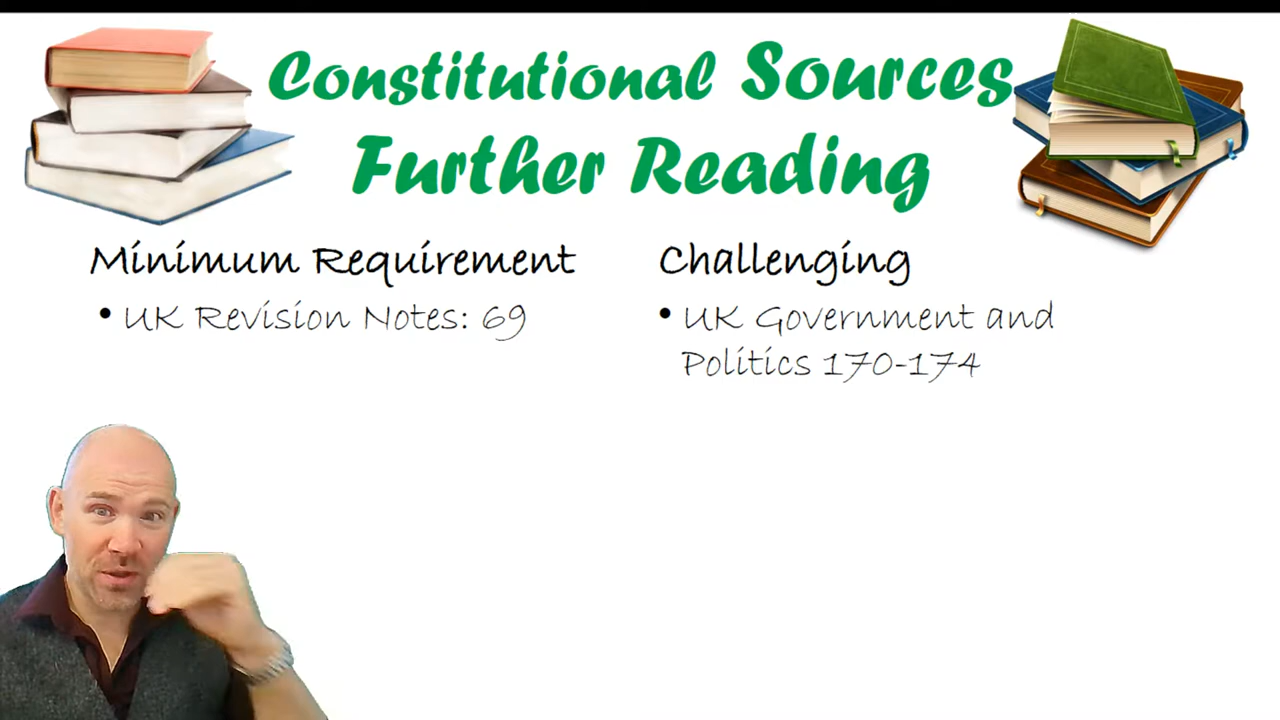 Constitutional Sources
Further Reading
Minimum Requirement
• UK Revision Notes: 69
Challenging
• UK Government and
Politics 170-174